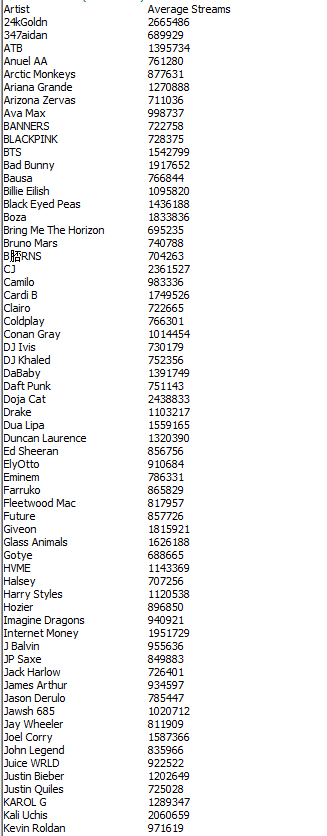 Artist Average Streams
24kGoldn 2665486
347aidan 689929
ATB 1395734
Anuel AA 761280
Arctic Monkeys 877631
Ariana Grande 1270888
Arizona Zervas 711036
Ava Max 998737
BANNERS 722758
BLACKPINK 728375
BTS 1542799
Bad Bunny 1917652
Bausa 766844
Billie Eilish 1095820
Black Eyed Peas 1436188
Boza 1833836
Bring Me The Horizon 695235
Bruno Mars 740788
704263
CJ 2361527
Camilo 983336
Cardi B 1749526
Clairo 722665
Coldplay 766301
Conan Gray 1014454
DJ Ivis 730179
DJ Khaled 752356
DaBaby 1391749
Daft Punk 751143
Doja Cat 2438833
Drake 1103217
Dua Lipa 1559165
Duncan Laurence 1320390
Ed Sheeran 856756
ElyOtto 910684
Eminem 786331
Farruko 865829
Fleetwood Mac 817957
Future 857726
Giveon 1815921
Glass Animals 1626188
Gotye 688665
HVME 1143369
Halsey 707256
Harry Styles 1120538
Hozier 896850
Imagine Dragons 940921
Internet Money 1951729
J Balvin 955636
JP Saxe 849883
Jack Harlow 726401
James Arthur 934597
Jason Derulo 785447
Jawsh 685 1020712
Jay Wheeler 811909
Joel Corry 1587366
John Legend 835966
Juice WRLD 922522
Justin Bieber 1202649
Justin Quiles 725028
KAROL G 1289347
Kali Uchis 2060659
Kevin Roldan 971619